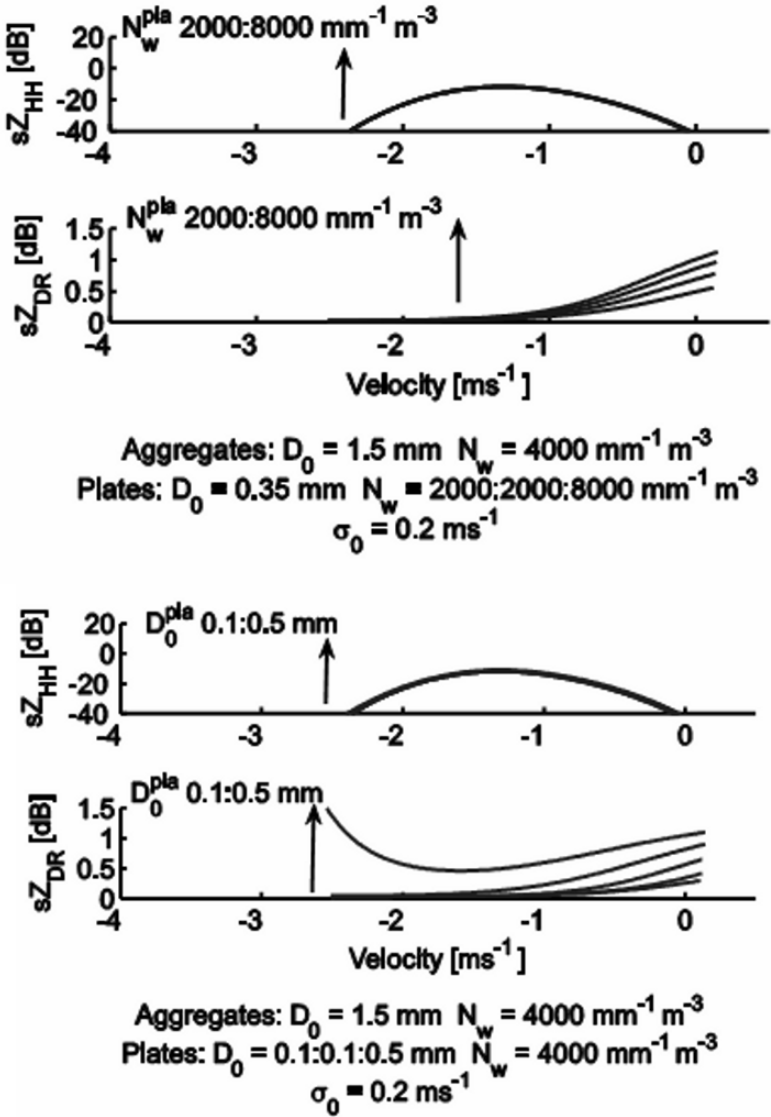 N_w^pla 2000:8000 mm^-1 m^-3
sZ_HH [dB]
20
0
-20
-40
-4 -3 -2 -1 0
N_w^pla 2000:8000 mm^-1 m^-3
sZ_DR [dB]
1.5
1
0.5
0
-4 -3 -2 -1 0
Velocity [ms^-1]
Aggregates: D_0 = 1.5 mm N_w = 4000 mm^-1 m^-3
Plates: D_0 = 0.35 mm N_w = 2000:2000:8000 mm^-1 m^-3
σ_0 = 0.2 ms^-1
D_0^pla 0.1:0.5 mm
sZ_HH [dB]
20
0
-20
-40
-4 -3 -2 -1 0
D_0^pla 0.1:0.5 mm
sZ_DR [dB]
1.5
1
0.5
0
-4 -3 -2 -1 0
Velocity [ms^-1]
Aggregates: D_0 = 1.5 mm N_w = 4000 mm^-1 m^-3
Plates: D_0 = 0.1:0.1:0.5 mm N_w = 4000 mm^-1 m^-3
σ_0 = 0.2 ms^-1